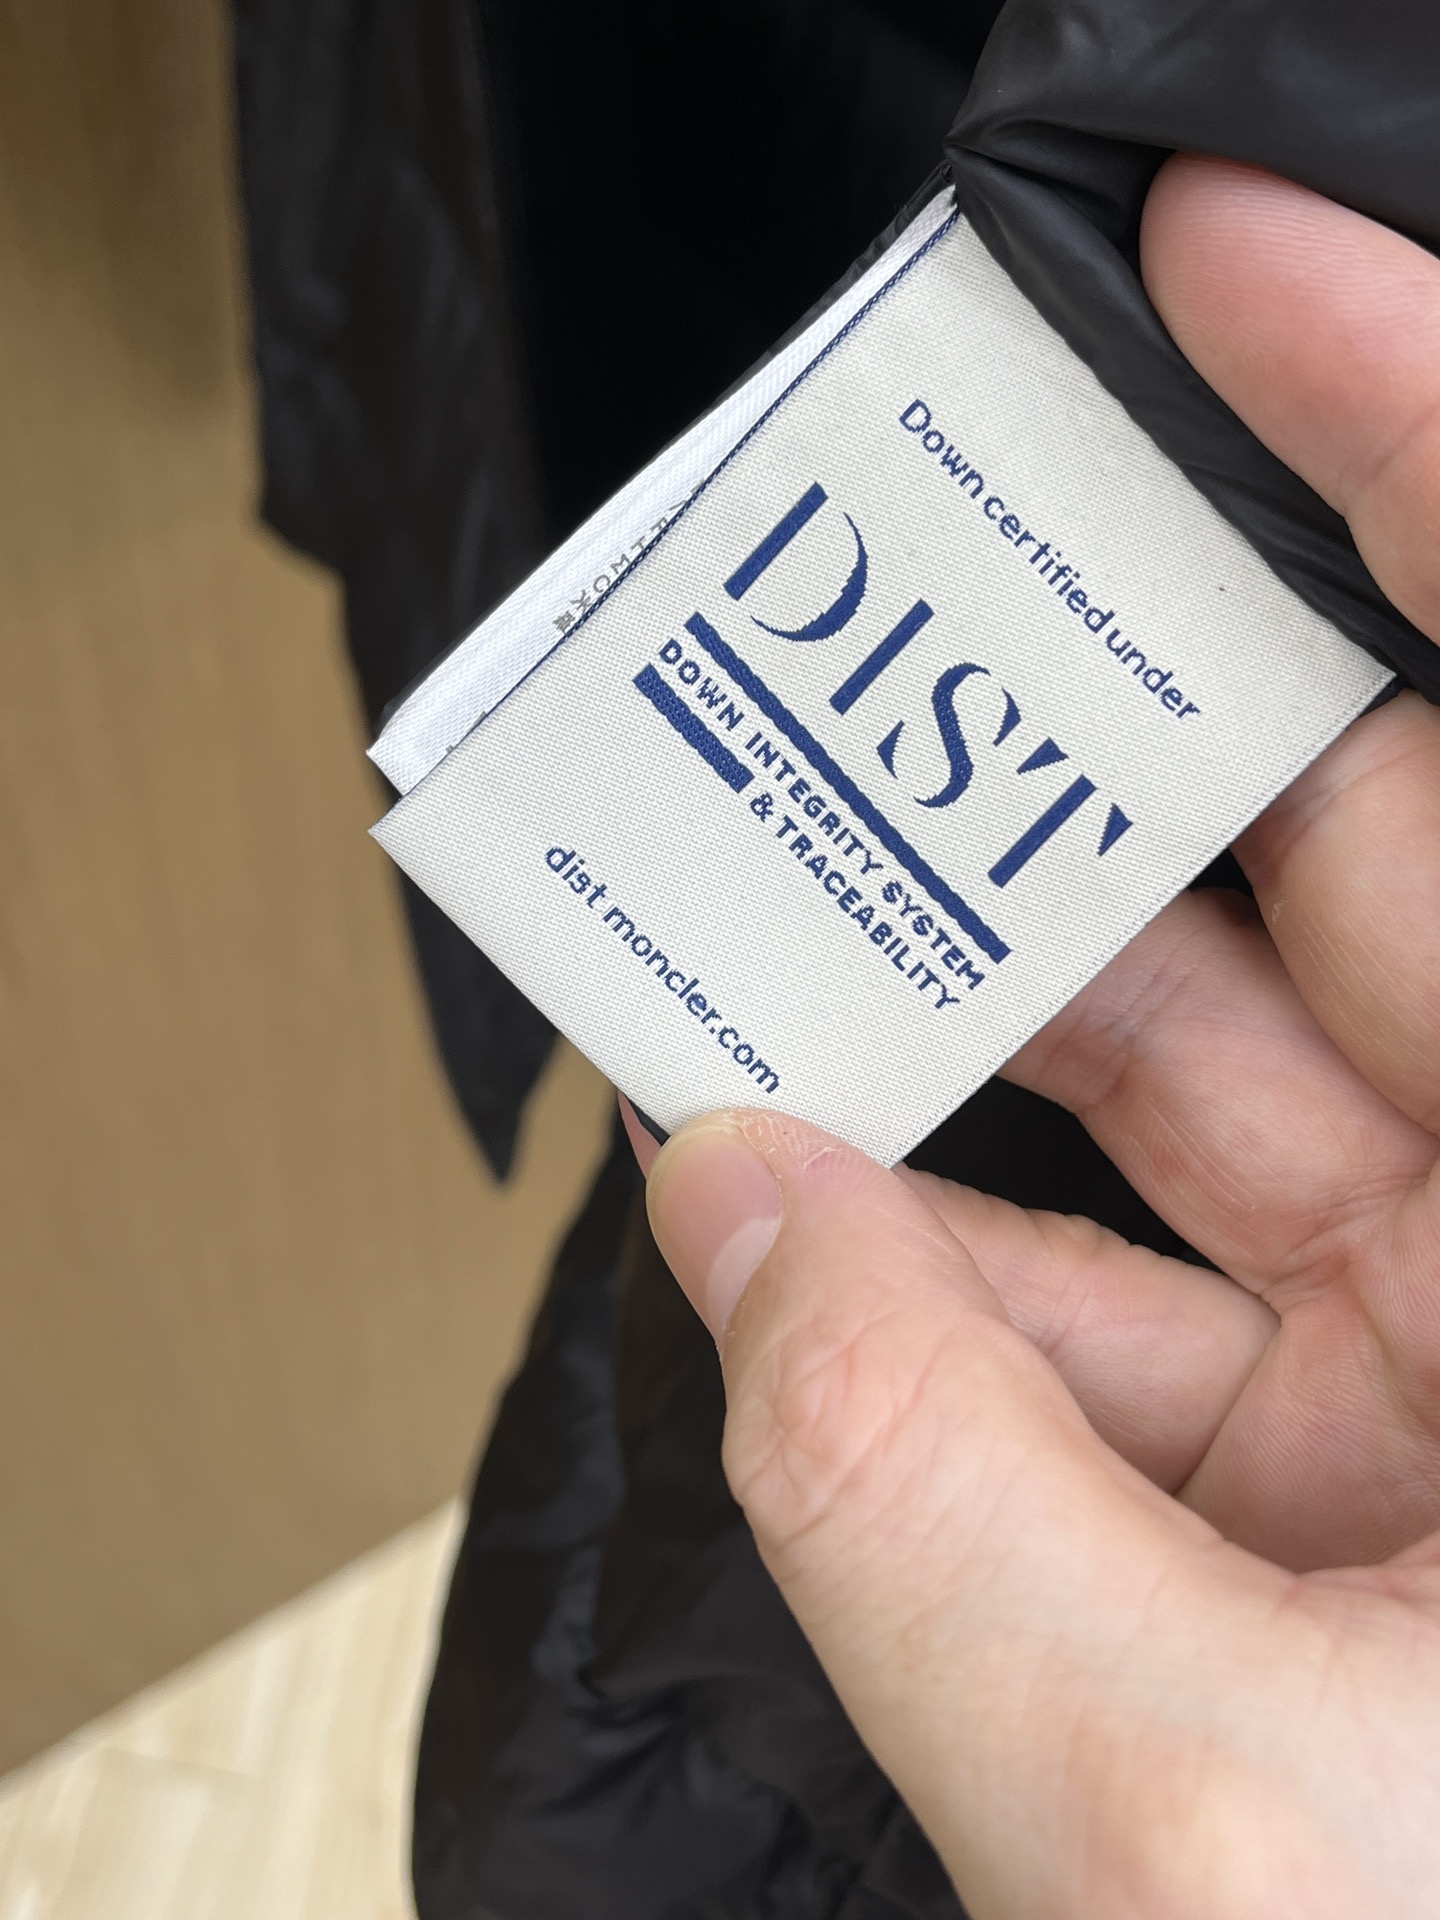 Down certified under
DIST
DOWN INTEGRITY SYSTEM
& TRACEABILITY
dist.moncler.com